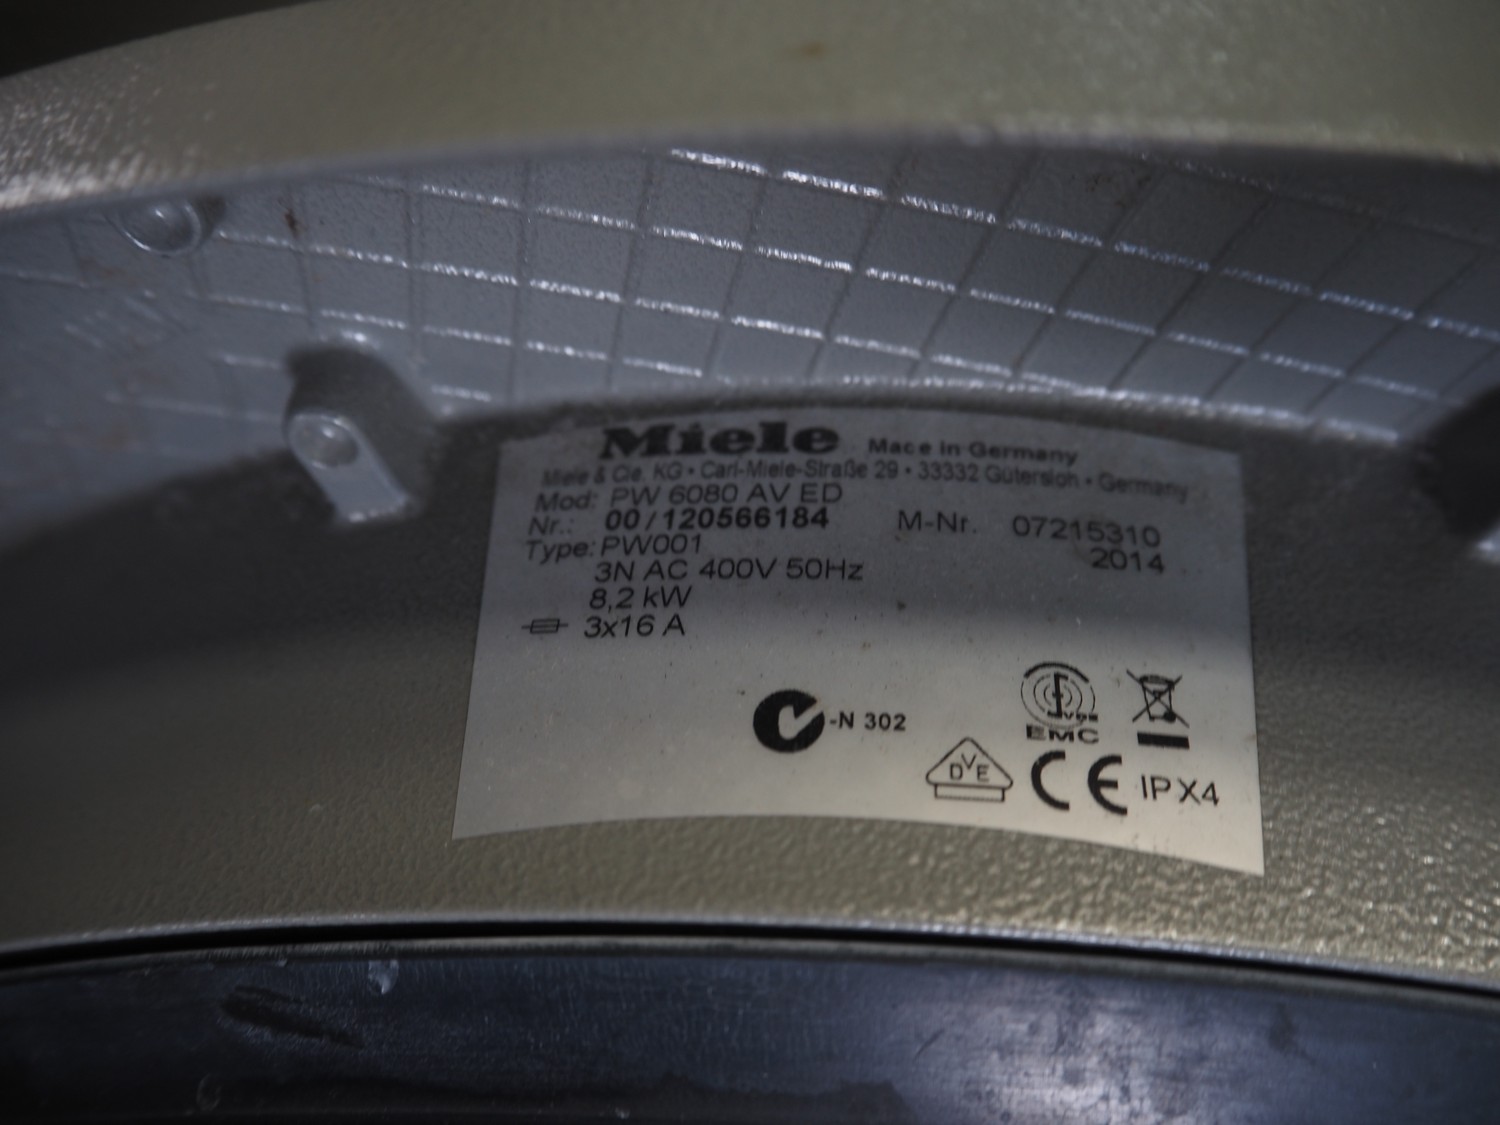 Miele Made in Germany
Miele & Cie. KG • Carl-Miele-Straße 29 • 33332 Gütersloh • Germany
Mod: PW 6080 AV ED
Nr.: 00/120566184 M-Nr. 07215310
Type: PW001 2014
3N AC 400V 50Hz
8,2 kW
3x16 A
-N 302
VDE
EMC
DVE
CE IPX4